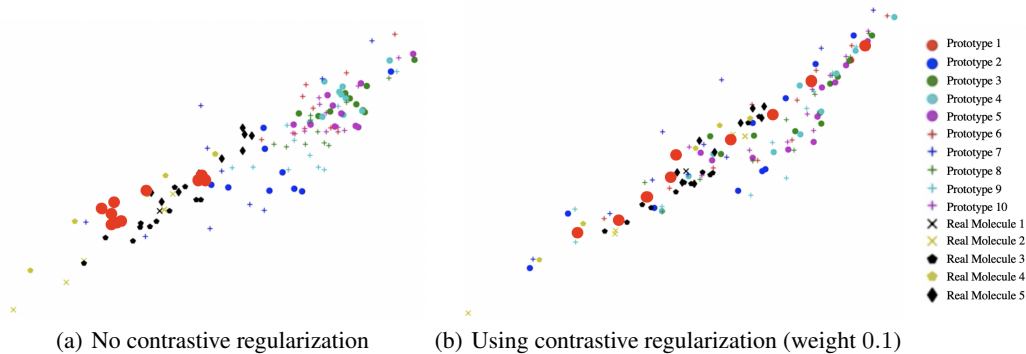 Prototype 1
Prototype 2
Prototype 3
Prototype 4
Prototype 5
Prototype 6
Prototype 7
Prototype 8
Prototype 9
Prototype 10
Real Molecule 1
Real Molecule 2
Real Molecule 3
Real Molecule 4
Real Molecule 5
(a) No contrastive regularization
(b) Using contrastive regularization (weight 0.1)